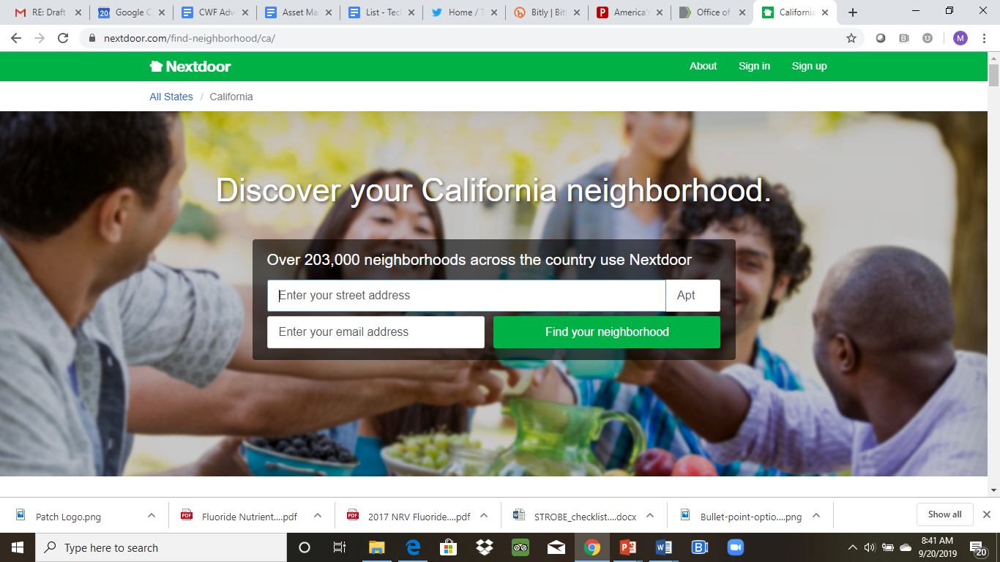 RE: Draft
Google C
CWF Adv
Asset Ma
List - Tec
Home / T
Bitly | Bit
America'
Office of
California
nextdoor.com/find-neighborhood/ca/
Nextdoor
About
Sign in
Sign up
All States / California
Discover your California neighborhood.
Over 203,000 neighborhoods across the country use Nextdoor
Enter your street address
Apt
Enter your email address
Find your neighborhood
Patch Logo.png
Fluoride Nutrient....pdf
2017 NRV Fluoride....pdf
STROBE_checklist....docx
Bullet-point-optio....png
Show all
Type here to search
8:41 AM
9/20/2019
20